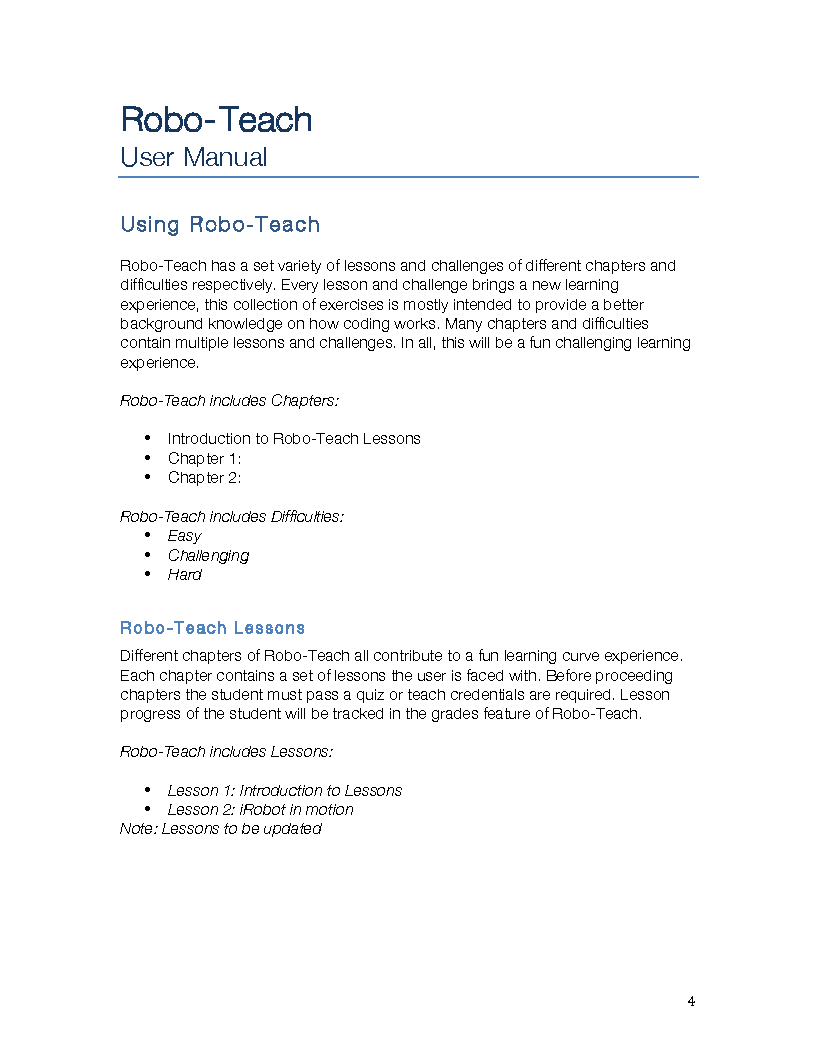 Robo-Teach
User Manual
Using Robo-Teach
Robo-Teach has a set variety of lessons and challenges of different chapters and
difficulties respectively. Every lesson and challenge brings a new learning
experience, this collection of exercises is mostly intended to provide a better
background knowledge on how coding works. Many chapters and difficulties
contain multiple lessons and challenges. In all, this will be a fun challenging learning
experience.
Robo-Teach includes Chapters:
• Introduction to Robo-Teach Lessons
• Chapter 1:
• Chapter 2:
Robo-Teach includes Difficulties:
• Easy
• Challenging
• Hard
Robo-Teach Lessons
Different chapters of Robo-Teach all contribute to a fun learning curve experience.
Each chapter contains a set of lessons the user is faced with. Before proceeding
chapters the student must pass a quiz or teach credentials are required. Lesson
progress of the student will be tracked in the grades feature of Robo-Teach.
Robo-Teach includes Lessons:
• Lesson 1: Introduction to Lessons
• Lesson 2: iRobot in motion
Note: Lessons to be updated
4